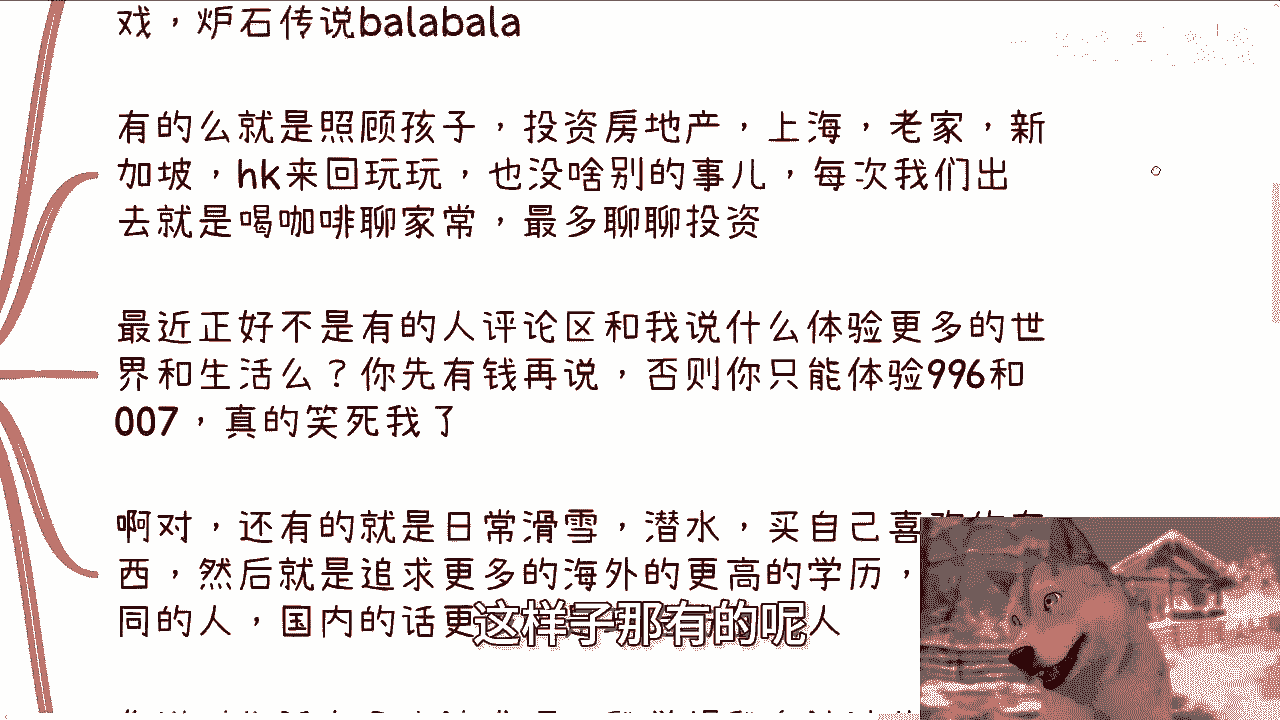 戏，炉石传说balabala
有的么就是照顾孩子，投资房地产，上海，老家，新
加坡，hk来回玩玩，也没啥别的事儿，每次我们出
去就是喝咖啡聊家常，最多聊聊投资
最近正好不是有的人评论区和我说什么体验更多的世
界和生活么？你先有钱再说，否则你只能体验996和
007，真的笑死我了
啊对，还有的就是日常滑雪，潜水，买自己喜欢的东
西，然后就是追求更多的海外的更高的学历，
同的人，国内的话更 人
这样子那有的呢